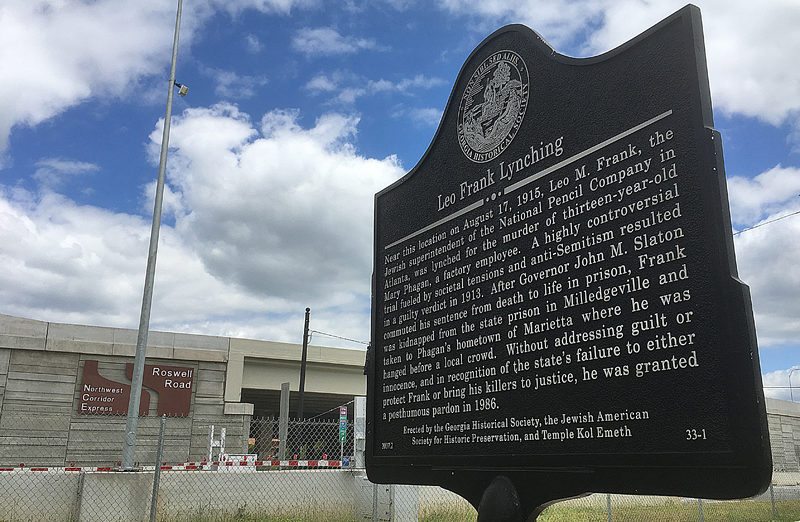 NON SIBI SED ALIIS
GEORGIA HISTORICAL SOCIETY
Leo Frank Lynching
Near this location on August 17, 1915, Leo M. Frank, the
Jewish superintendent of the National Pencil Company in
Atlanta, was lynched for the murder of thirteen-year-old
Mary Phagan, a factory employee. A highly controversial
trial fueled by societal tensions and anti-Semitism resulted
in a guilty verdict in 1913. After Governor John M. Slaton
commuted his sentence from death to life in prison, Frank
was kidnapped from the state prison in Milledgeville and
taken to Phagan's hometown of Marietta where he was
hanged before a local crowd. Without addressing guilt or
innocence, and in recognition of the state's failure to either
protect Frank or bring his killers to justice, he was granted
a posthumous pardon in 1986.
Erected by the Georgia Historical Society, the Jewish American
Society for Historic Preservation, and Temple Kol Emeth
33-1
Roswell
Road
Northwest
Corridor
Express